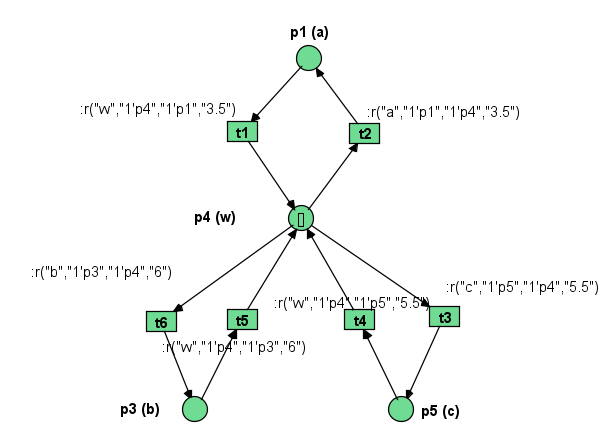 p1 (a)
:r("w","1'p4","1'p1","3.5")
:r("a","1'p1","1'p4","3.5")
t1
t2
p4 (w)
:r("b","1'p3","1'p4","6")
:r("c","1'p5","1'p4","5.5")
:r("w","1'p4","1'p5","5.5")
t6
t5
t4
t3
:r("w","1'p4","1'p3","6")
p3 (b)
p5 (c)